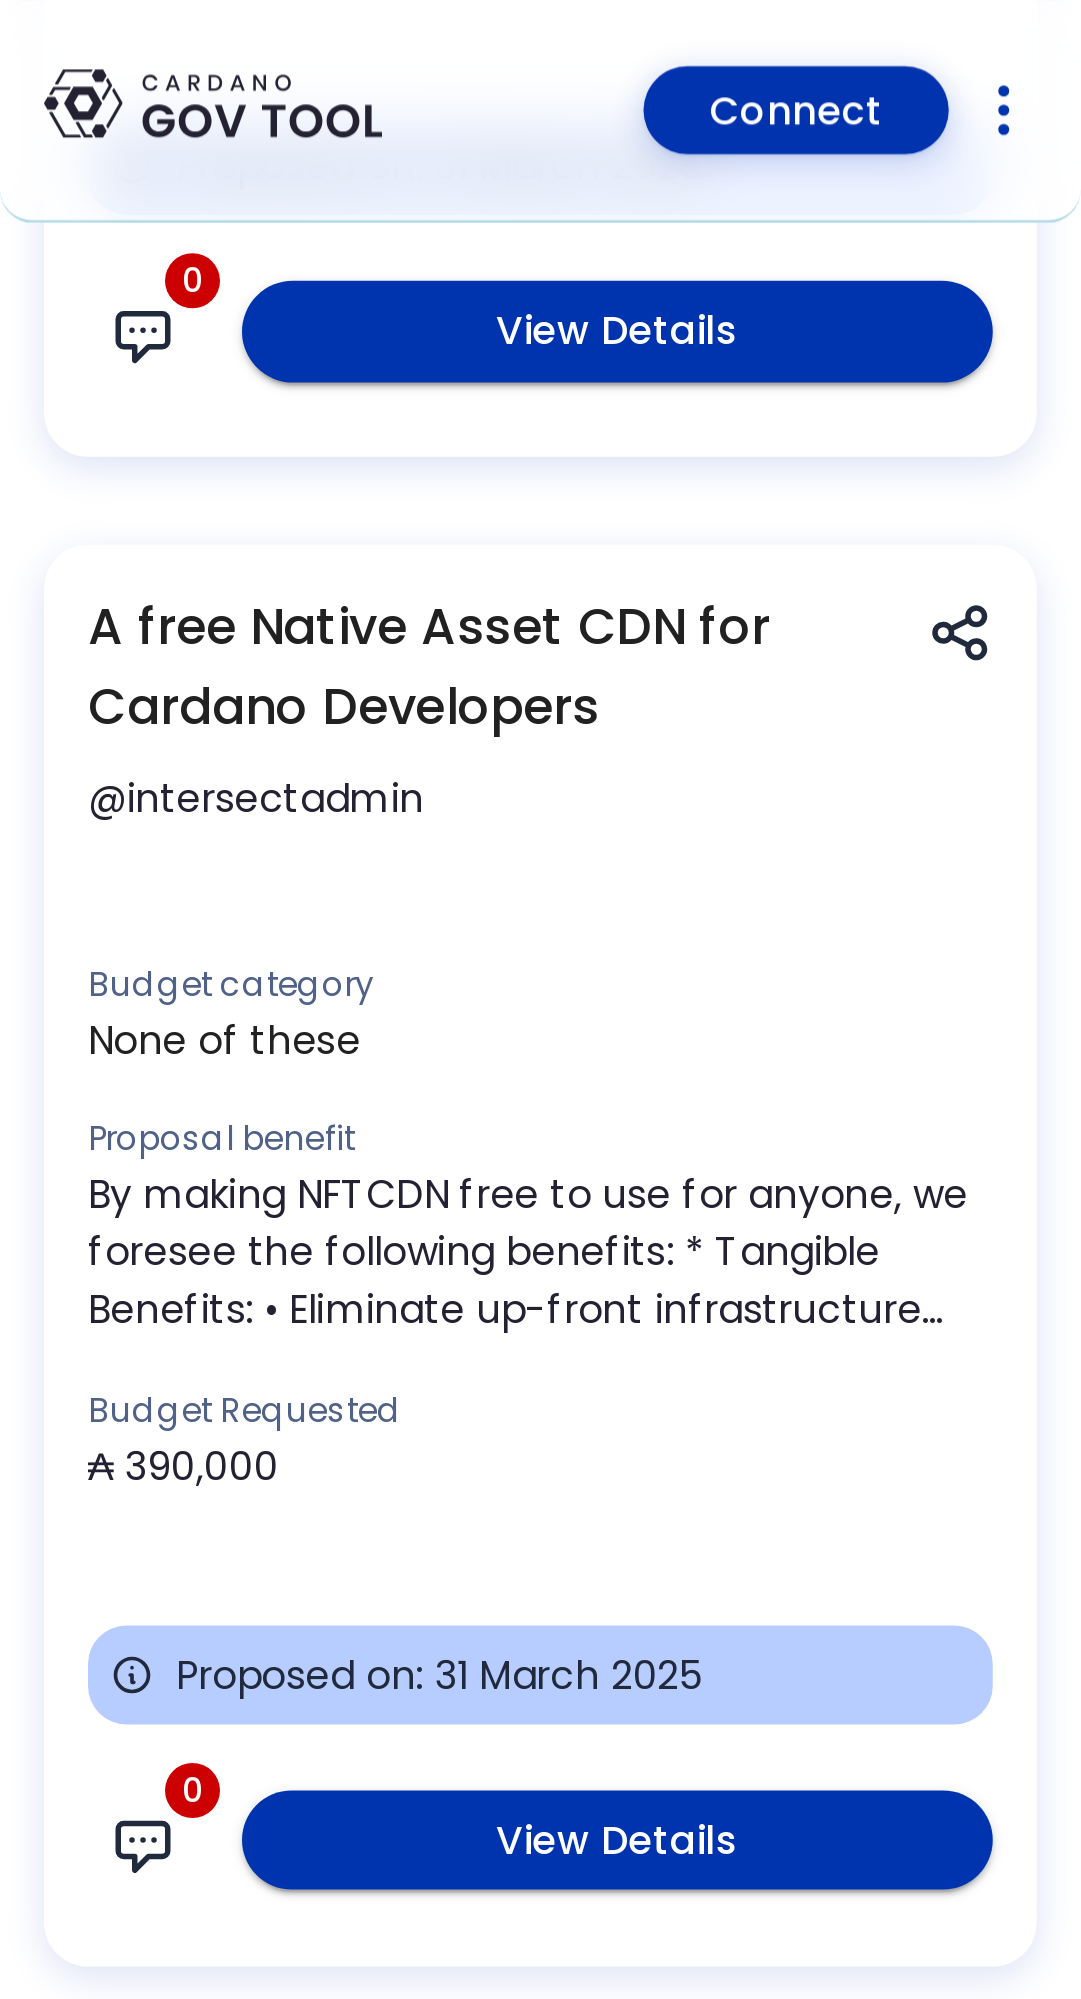 CARDANO
GOV TOOL
Connect
0
View Details
A free Native Asset CDN for
Cardano Developers
@intersectadmin
Budget category
None of these
Proposal benefit
By making NFTCDN free to use for anyone, we
foresee the following benefits: * Tangible
Benefits: • Eliminate up-front infrastructure...
Budget Requested
₳ 390,000
Proposed on: 31 March 2025
0
View Details